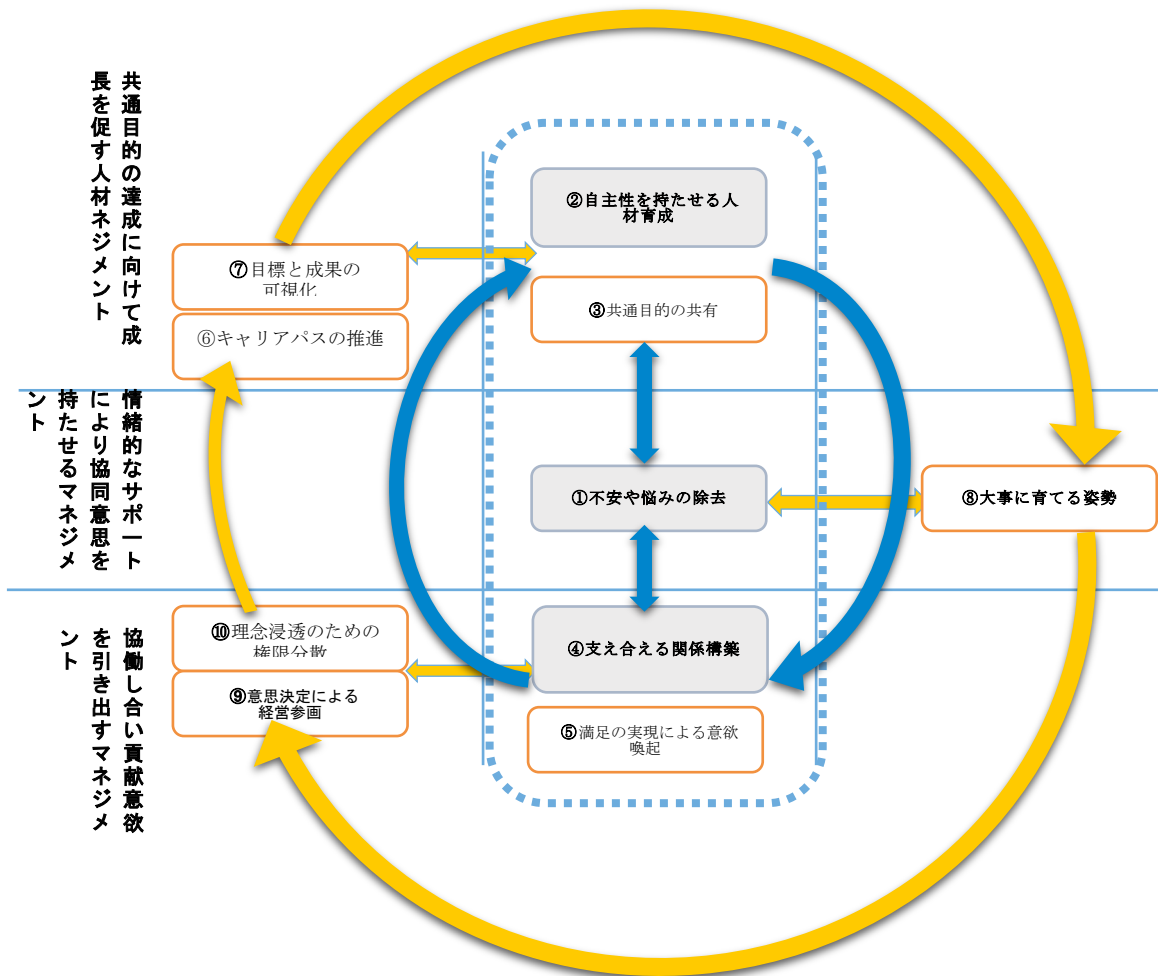 共通目的の達成に向けて成
長を促す人材ネジメント
②自主性を持たせる人
材育成
⑦目標と成果の
可視化
③共通目的の共有
⑥キャリアパスの推進
情緒的なサポート
により協同意思を
持たせるマネジメ
ント
①不安や悩みの除去
⑧大事に育てる姿勢
協働し合い貢献意欲
を引き出すマネジメ
ント
⑩理念浸透のための
権限分散
④支え合える関係構築
⑨意思決定による
経営参画
⑤満足の実現による意欲
喚起